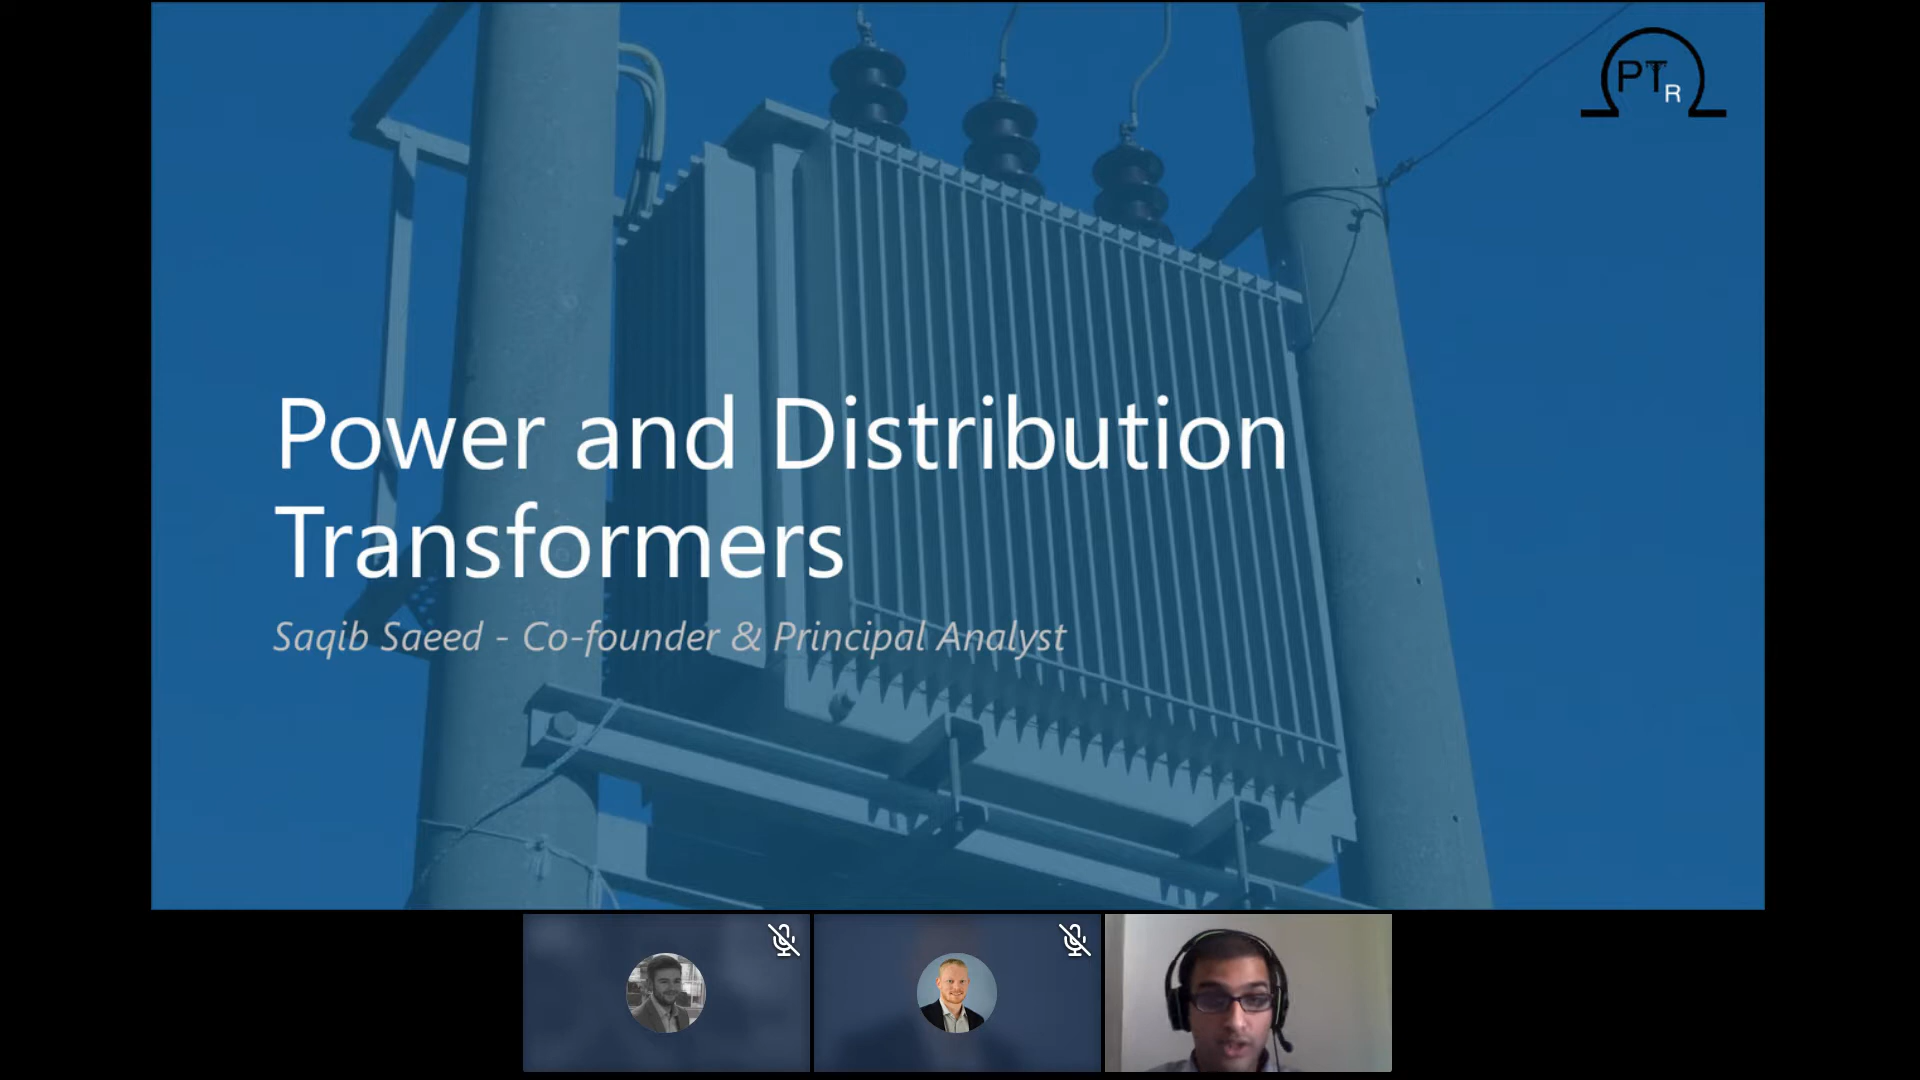 PTR
Power and Distribution
Transformers
Saqib Saeed - Co-founder & Principal Analyst